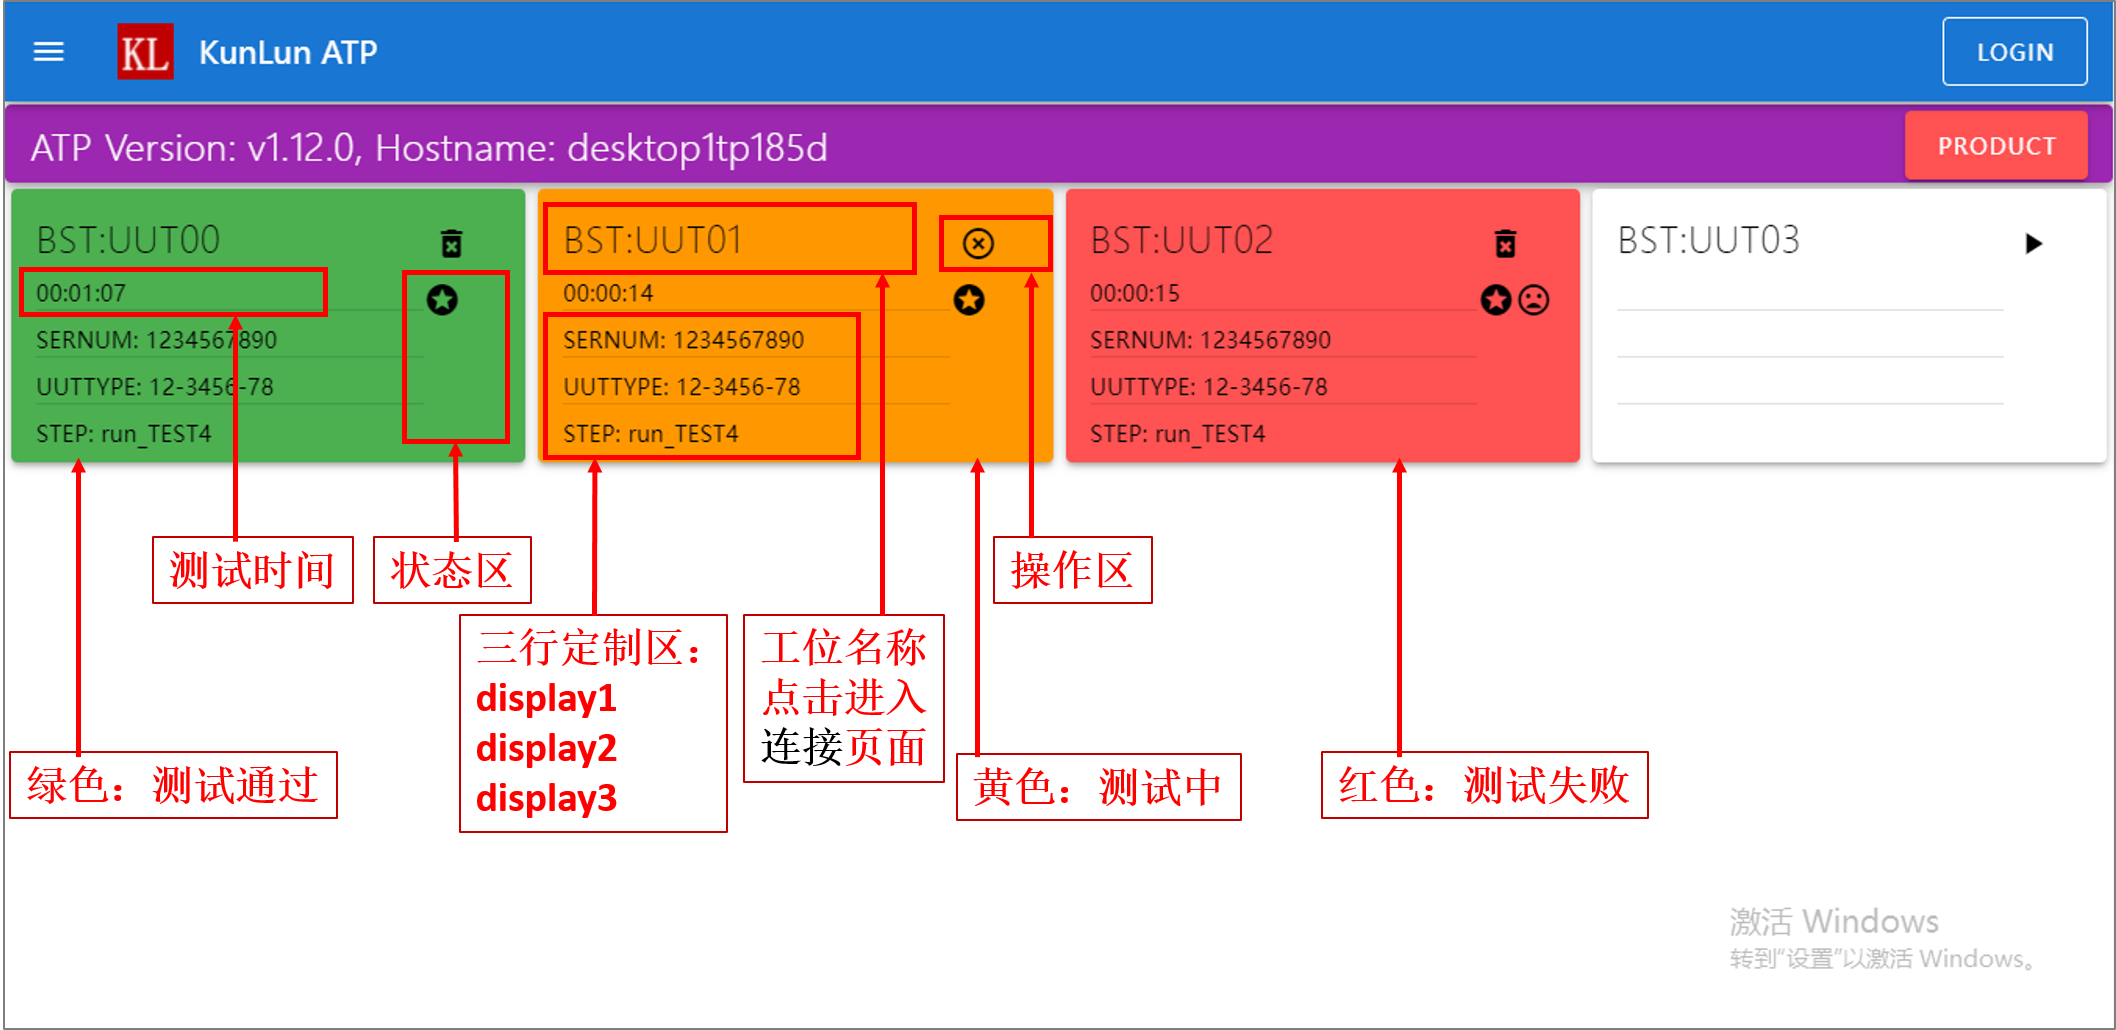 KL KunLun ATP
LOGIN
ATP Version: v1.12.0, Hostname: desktop1tp185d
PRODUCT
BST:UUT00
00:01:07
SERNUM: 1234567890
UUTTYPE: 12-3456-78
STEP: run_TEST4
BST:UUT01
00:00:14
SERNUM: 1234567890
UUTTYPE: 12-3456-78
STEP: run_TEST4
BST:UUT02
00:00:15
SERNUM: 1234567890
UUTTYPE: 12-3456-78
STEP: run_TEST4
BST:UUT03
测试时间
状态区
操作区
三行定制区：
display1
display2
display3
工位名称
点击进入
连接页面
绿色：测试通过
黄色：测试中
红色：测试失败
激活 Windows
转到“设置”以激活 Windows。